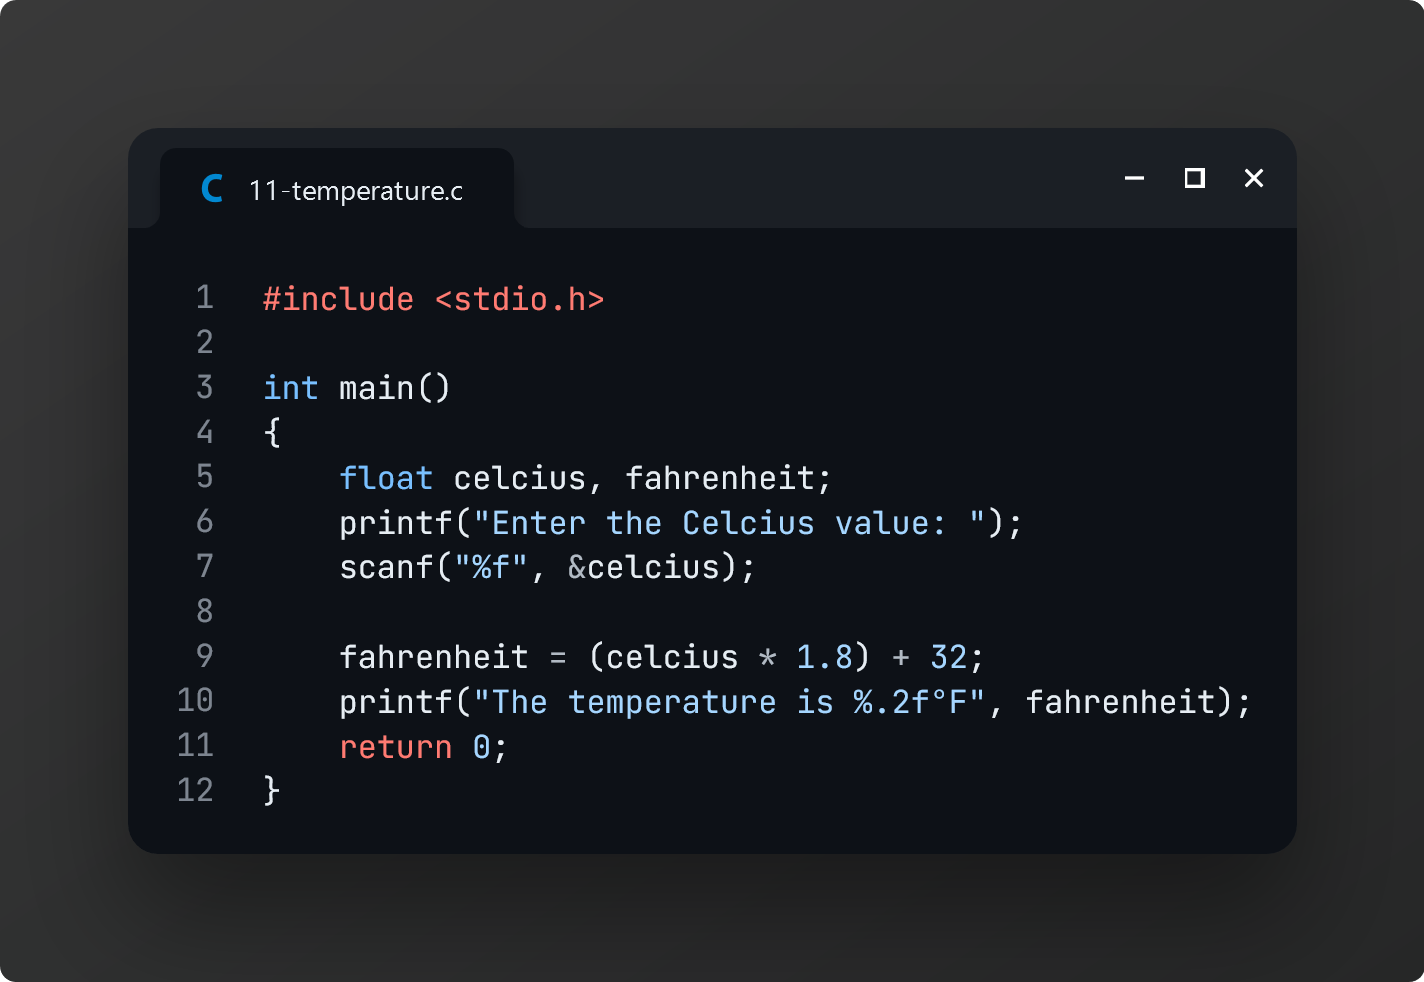 C 11-temperature.c
1 #include <stdio.h>
2
3 int main()
4 {
5     float celcius, fahrenheit;
6     printf("Enter the Celcius value: ");
7     scanf("%f", &celcius);
8
9     fahrenheit = (celcius * 1.8) + 32;
10     printf("The temperature is %.2f°F", fahrenheit);
11     return 0;
12 }